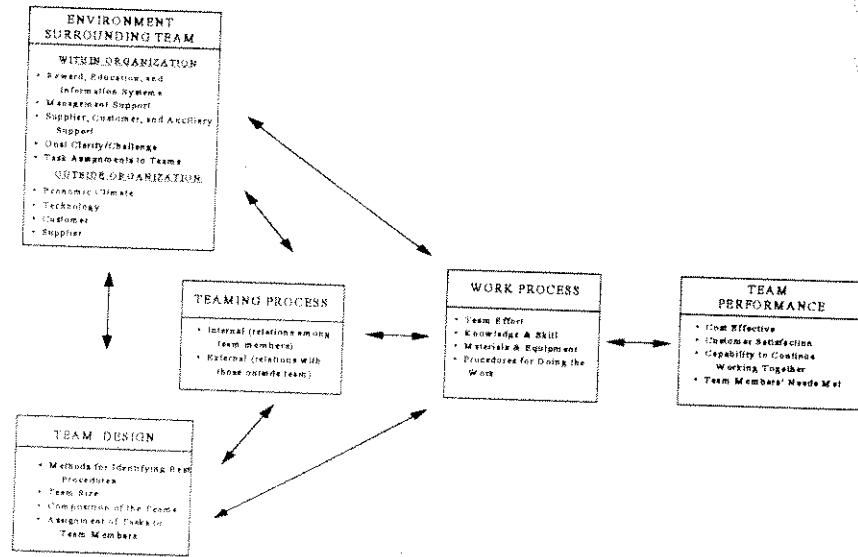 ENVIRONMENT
SURROUNDING TEAM
WITHIN ORGANIZATION
• Reward, Education, and
Information Systems
• Management Support
• Supplier, Customer, and Ancillary
Support
• Goal Clarity/Challenge
• Task Assignments to Teams
OUTSIDE ORGANIZATION
• Economic Climate
• Technology
• Customer
• Supplier
TEAMING PROCESS
• Internal (relations among
team members)
• External (relations with
those outside team)
WORK PROCESS
• Team Effort
• Knowledge & Skill
• Materials & Equipment
• Procedures for Doing the
Work
TEAM
PERFORMANCE
• Cost Effective
• Customer Satisfaction
• Capability to Continue
Working Together
• Team Members' Needs Met
TEAM DESIGN
• Methods for Identifying Best
Procedures
• Team Size
• Composition of the Teams
• Assignment of Tasks to
Team Members